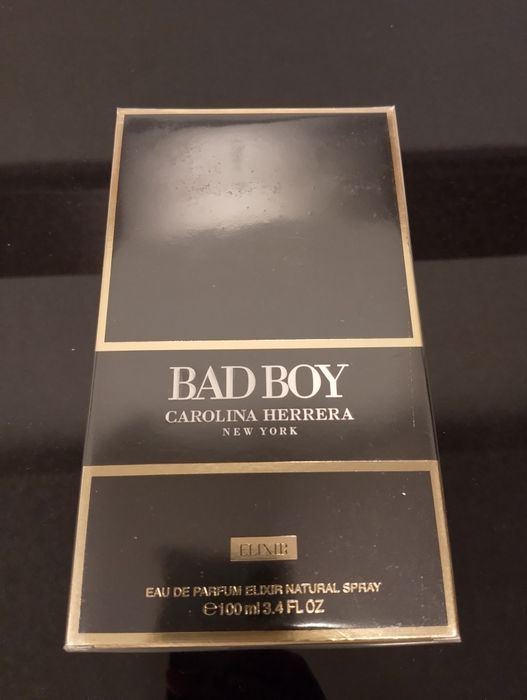 BAD BOY
CAROLINA HERRERA
NEW YORK
ELIXIR
EAU DE PARFUM ELIXIR NATURAL SPRAY
℮100 ml 3.4 FL OZ